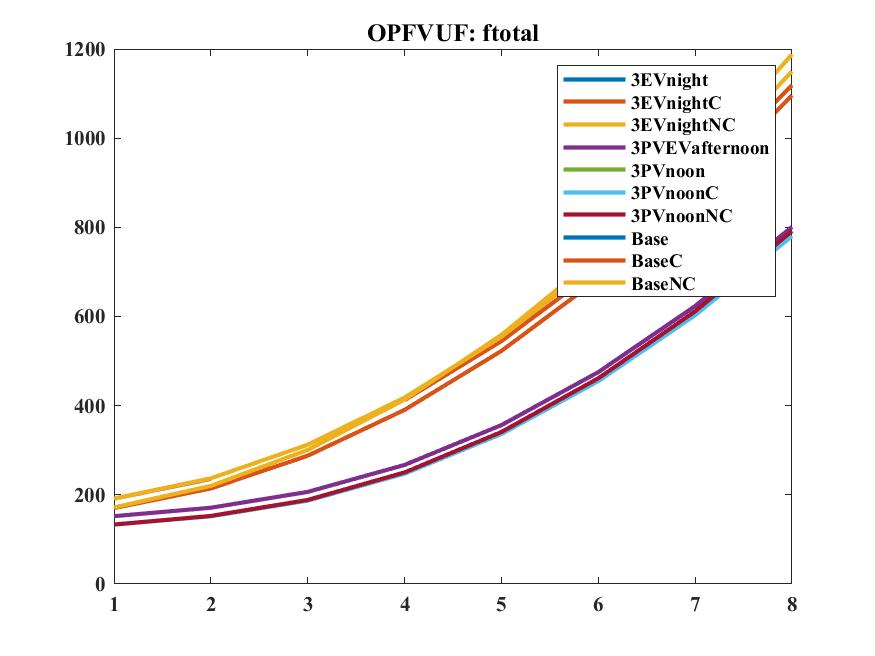 OPFVUF: ftotal
1200
1000
800
600
400
200
0
1 2 3 4 5 6 7 8
3EVnight
3EVnightC
3EVnightNC
3PVEVafternoon
3PVnoon
3PVnoonC
3PVnoonNC
Base
BaseC
BaseNC